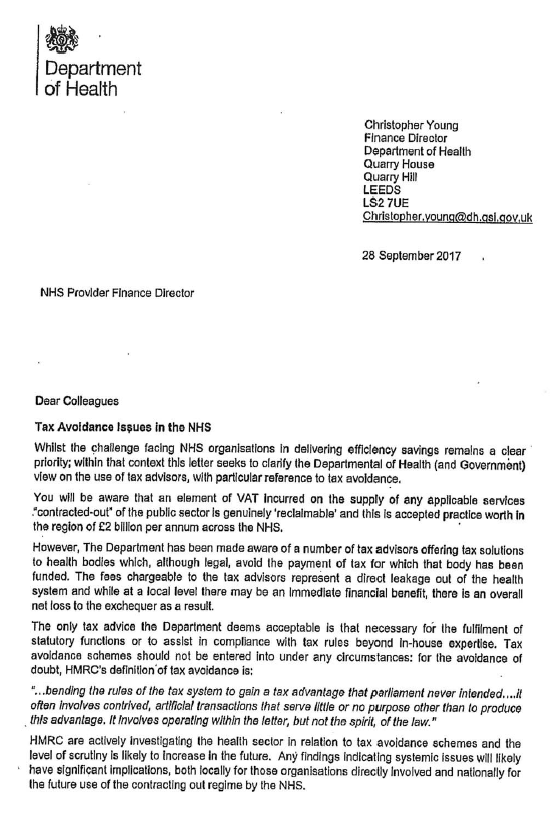 Department
of Health
Christopher Young
Finance Director
Department of Health
Quarry House
Quarry Hill
LEEDS
LS2 7UE
Christopher.young@dh.gsi.gov.uk
28 September 2017
NHS Provider Finance Director
Dear Colleagues
Tax Avoidance Issues in the NHS
Whilst the challenge facing NHS organisations in delivering efficiency savings remains a clear
priority; within that context this letter seeks to clarify the Departmental of Health (and Government)
view on the use of tax advisors, with particular reference to tax avoidance.
You will be aware that an element of VAT incurred on the supply of any applicable services
"contracted-out" of the public sector is genuinely 'reclaimable' and this is accepted practice worth in
the region of £2 billion per annum across the NHS.
However, The Department has been made aware of a number of tax advisors offering tax solutions
to health bodies which, although legal, avoid the payment of tax for which that body has been
funded. The fees chargeable to the tax advisors represent a direct leakage out of the health
system and while at a local level there may be an immediate financial benefit, there is an overall
net loss to the exchequer as a result.
The only tax advice the Department deems acceptable is that necessary for the fulfilment of
statutory functions or to assist in compliance with tax rules beyond in-house expertise. Tax
avoidance schemes should not be entered into under any circumstances: for the avoidance of
doubt, HMRC's definition of tax avoidance is:
"...bending the rules of the tax system to gain a tax advantage that parliament never intended....it
often involves contrived, artificial transactions that serve little or no purpose other than to produce
this advantage. It involves operating within the letter, but not the spirit, of the law."
HMRC are actively investigating the health sector in relation to tax avoidance schemes and the
level of scrutiny is likely to increase in the future. Any findings indicating systemic issues will likely
have significant implications, both locally for those organisations directly involved and nationally for
the future use of the contracting out regime by the NHS.